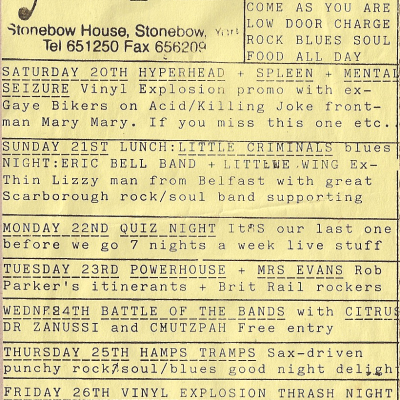 COME AS YOU ARE
LOW DOOR CHARGE
ROCK BLUES SOUL
FOOD ALL DAY
Stonebow House, Stonebow, York
Tel 651250 Fax 656209
SATURDAY 20TH HYPERHEAD + SPLEEN + MENTAL
SEIZURE Vinyl Explosion promo with ex-
Gaye Bikers on Acid/Killing Joke front-
man Mary Mary. If you miss this one etc.
SUNDAY 21ST LUNCH:LITTLE CRIMINALS blues
NIGHT:ERIC BELL BAND + LITTLE WING Ex-
Thin Lizzy man from Belfast with great
Scarborough rock/soul band supporting
MONDAY 22ND QUIZ NIGHT It's our last one
before we go 7 nights a week live stuff
TUESDAY 23RD POWERHOUSE + MRS EVANS Rob
Parker's itinerants + Brit Rail rockers
WEDNF24TH BATTLE OF THE BANDS with CITRUS
DR ZANUSSI and CMUTZPAH Free entry
THURSDAY 25TH HAMPS TRAMPS Sax-driven
punchy rock/soul/blues good night delight
FRIDAY 26TH VINYL EXPLOSION THRASH NIGHT